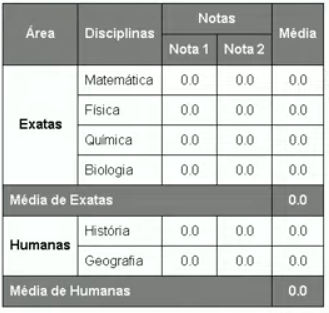 Área Disciplinas Notas Média
Nota 1 Nota 2
Exatas
Matemática 0.0 0.0 0.0
Física 0.0 0.0 0.0
Química 0.0 0.0 0.0
Biologia 0.0 0.0 0.0
Média de Exatas 0.0
Humanas
História 0.0 0.0 0.0
Geografia 0.0 0.0 0.0
Média de Humanas 0.0